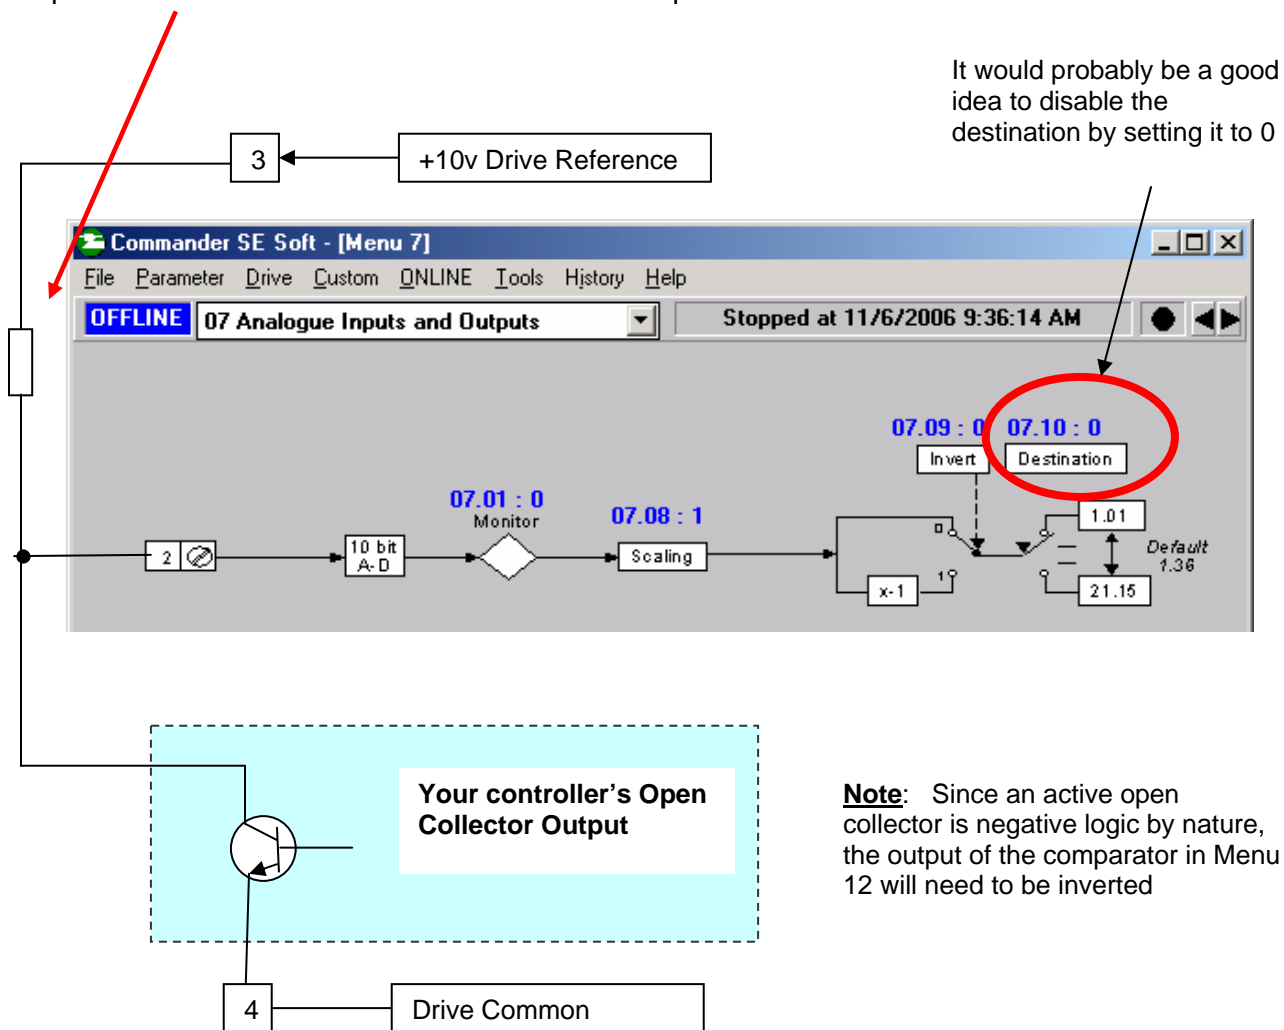 It would probably be a good
idea to disable the
destination by setting it to 0
3
+10v Drive Reference
Commander SE Soft - [Menu 7]
File Parameter Drive Custom ONLINE Tools History Help
OFFLINE 07 Analogue Inputs and Outputs Stopped at 11/6/2006 9:36:14 AM
07.09 : 0 07.10 : 0
Invert Destination
07.01 : 0
Monitor
07.08 : 1
2
10 bit
A-D
Scaling
0
1
x-1
1.01
Default
1.36
21.15
Your controller's Open
Collector Output
Note: Since an active open
collector is negative logic by nature,
the output of the comparator in Menu
12 will need to be inverted
4
Drive Common